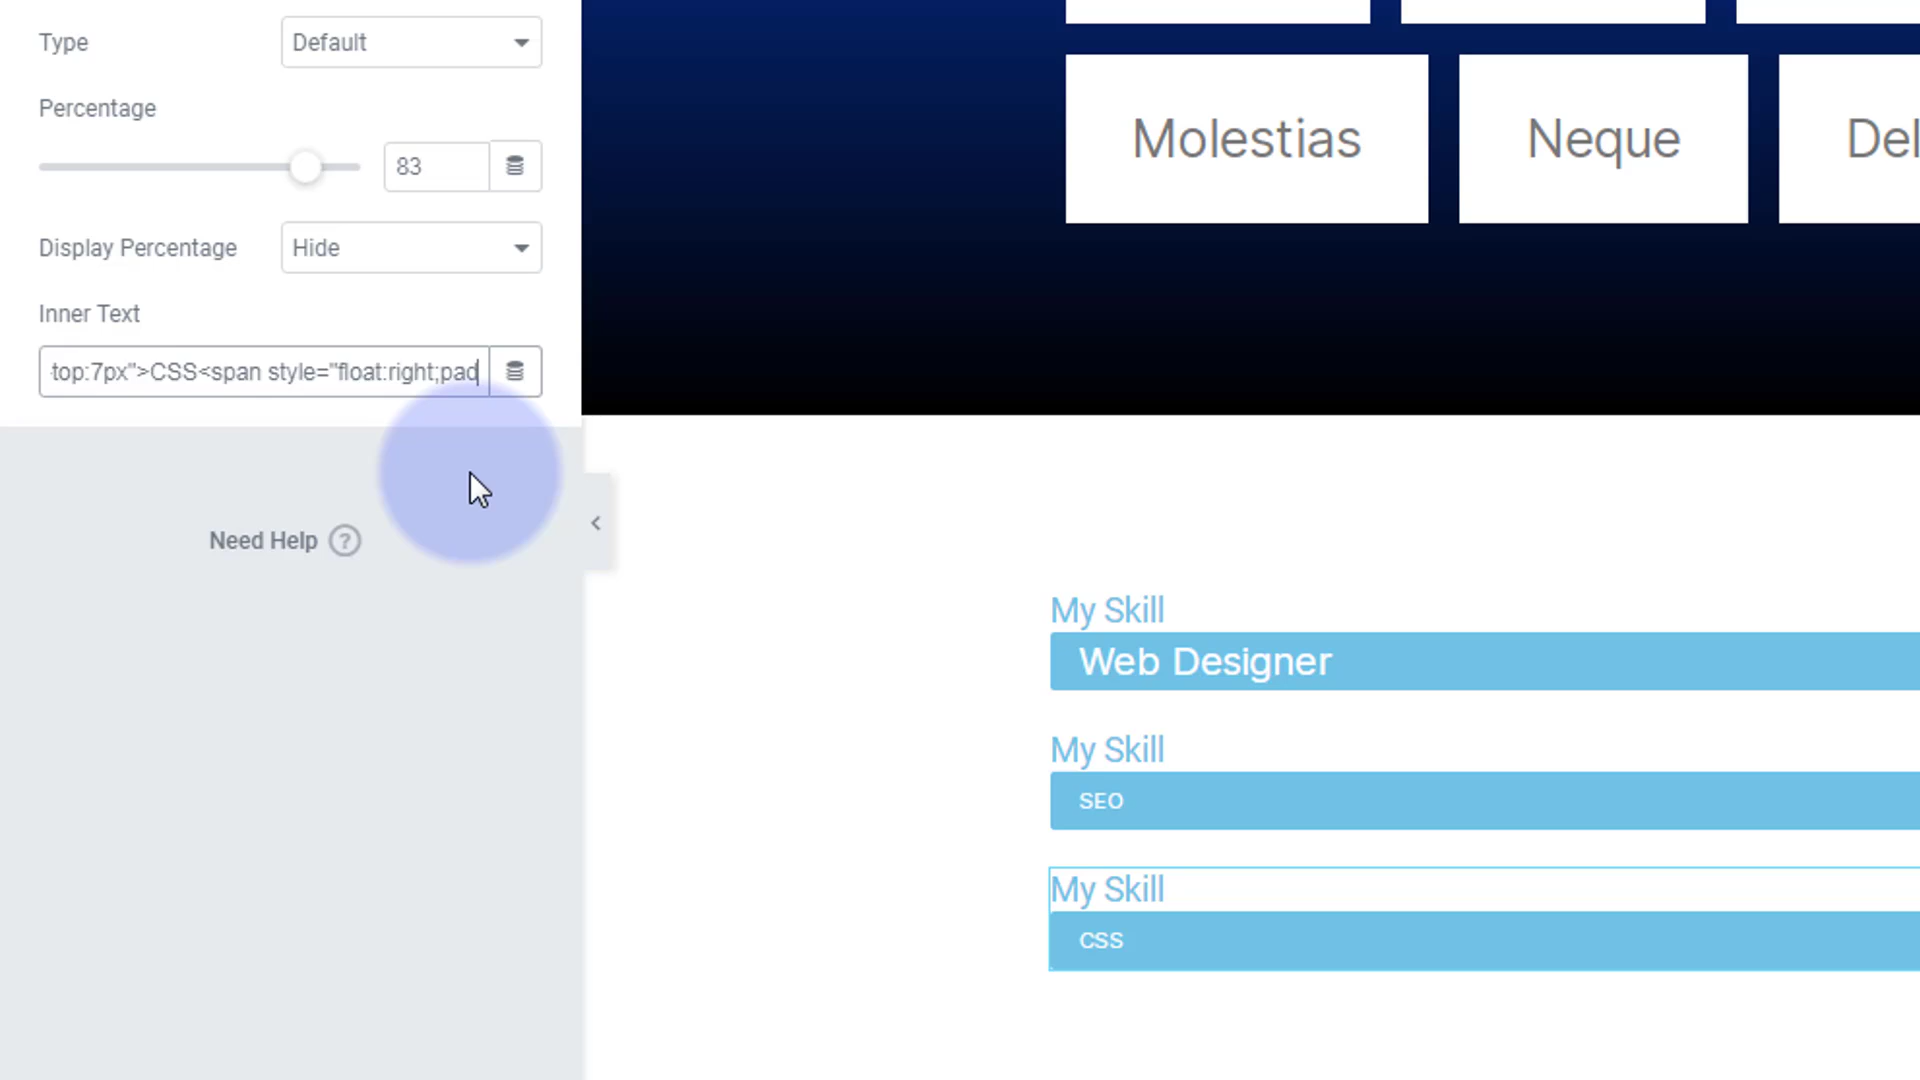 Type
Default
Percentage
83
Display Percentage
Hide
Inner Text
top:7px">CSS<span style="float:right;pad
Need Help ?
Molestias
Neque
Del
My Skill
Web Designer
My Skill
SEO
My Skill
CSS